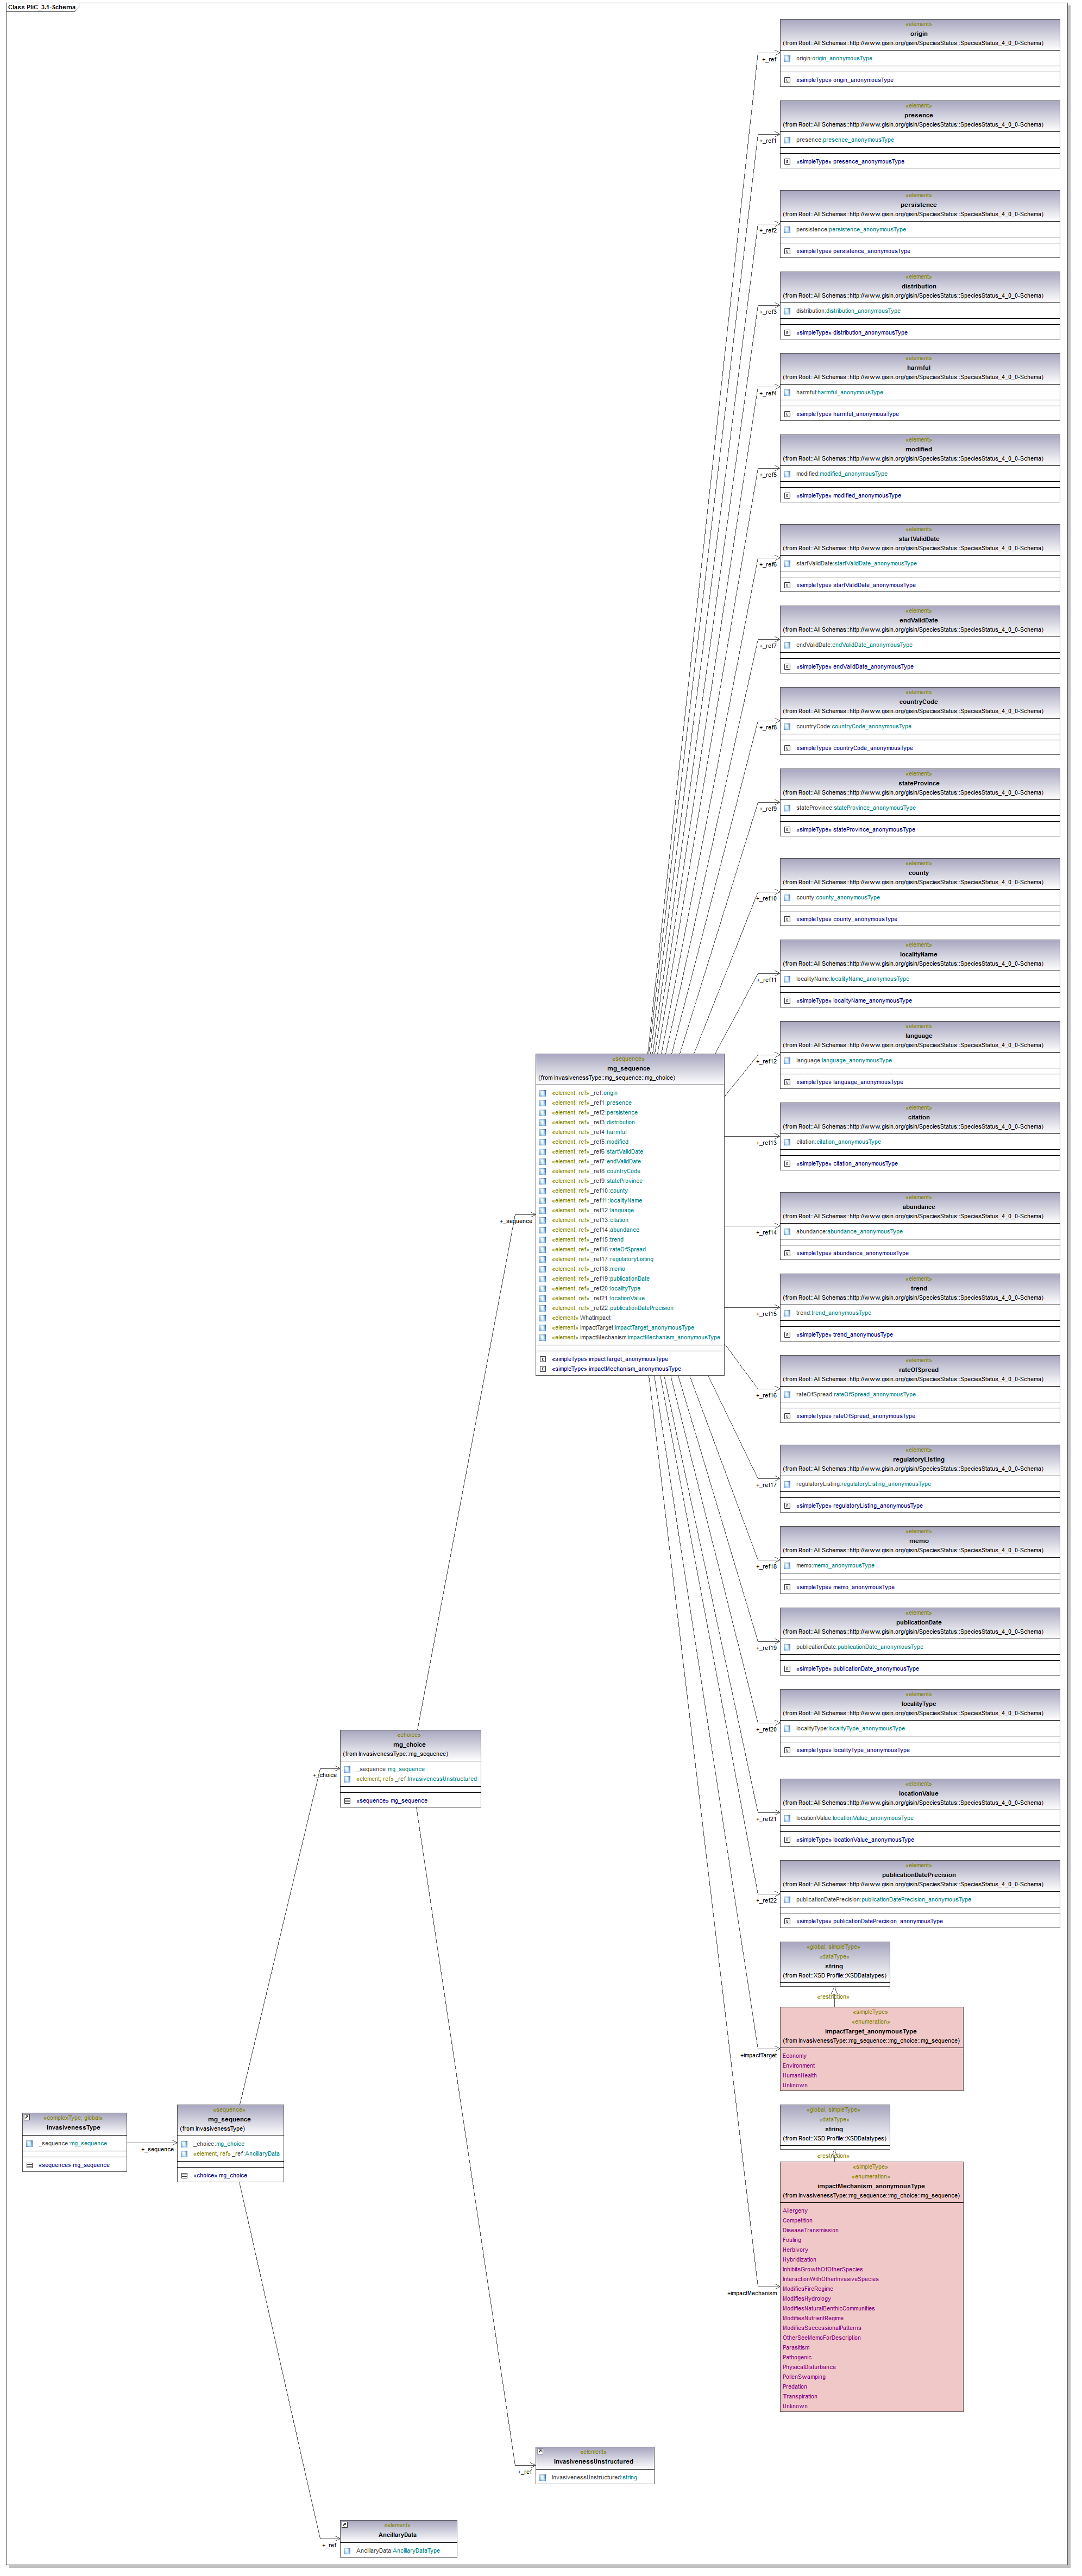 Class PliC_3.1-Schema
«element»
origin
(from Root::All Schemas::http://www.gisin.org/gisin/SpeciesStatus::SpeciesStatus_4_0_0-Schema)
origin:origin_anonymousType
«simpleType» origin_anonymousType
+_ref
«element»
presence
(from Root::All Schemas::http://www.gisin.org/gisin/SpeciesStatus::SpeciesStatus_4_0_0-Schema)
presence:presence_anonymousType
«simpleType» presence_anonymousType
+_ref1
«element»
persistence
(from Root::All Schemas::http://www.gisin.org/gisin/SpeciesStatus::SpeciesStatus_4_0_0-Schema)
persistence:persistence_anonymousType
«simpleType» persistence_anonymousType
+_ref2
«element»
distribution
(from Root::All Schemas::http://www.gisin.org/gisin/SpeciesStatus::SpeciesStatus_4_0_0-Schema)
distribution:distribution_anonymousType
«simpleType» distribution_anonymousType
+_ref3
«element»
harmful
(from Root::All Schemas::http://www.gisin.org/gisin/SpeciesStatus::SpeciesStatus_4_0_0-Schema)
harmful:harmful_anonymousType
«simpleType» harmful_anonymousType
+_ref4
«element»
modified
(from Root::All Schemas::http://www.gisin.org/gisin/SpeciesStatus::SpeciesStatus_4_0_0-Schema)
modified:modified_anonymousType
«simpleType» modified_anonymousType
+_ref5
«element»
startValidDate
(from Root::All Schemas::http://www.gisin.org/gisin/SpeciesStatus::SpeciesStatus_4_0_0-Schema)
startValidDate:startValidDate_anonymousType
«simpleType» startValidDate_anonymousType
+_ref6
«element»
endValidDate
(from Root::All Schemas::http://www.gisin.org/gisin/SpeciesStatus::SpeciesStatus_4_0_0-Schema)
endValidDate:endValidDate_anonymousType
«simpleType» endValidDate_anonymousType
+_ref7
«element»
countryCode
(from Root::All Schemas::http://www.gisin.org/gisin/SpeciesStatus::SpeciesStatus_4_0_0-Schema)
countryCode:countryCode_anonymousType
«simpleType» countryCode_anonymousType
+_ref8
«element»
stateProvince
(from Root::All Schemas::http://www.gisin.org/gisin/SpeciesStatus::SpeciesStatus_4_0_0-Schema)
stateProvince:stateProvince_anonymousType
«simpleType» stateProvince_anonymousType
+_ref9
«element»
county
(from Root::All Schemas::http://www.gisin.org/gisin/SpeciesStatus::SpeciesStatus_4_0_0-Schema)
county:county_anonymousType
«simpleType» county_anonymousType
+_ref10
«element»
localityName
(from Root::All Schemas::http://www.gisin.org/gisin/SpeciesStatus::SpeciesStatus_4_0_0-Schema)
localityName:localityName_anonymousType
«simpleType» localityName_anonymousType
+_ref11
«element»
language
(from Root::All Schemas::http://www.gisin.org/gisin/SpeciesStatus::SpeciesStatus_4_0_0-Schema)
language:language_anonymousType
«simpleType» language_anonymousType
+_ref12
«element»
citation
(from Root::All Schemas::http://www.gisin.org/gisin/SpeciesStatus::SpeciesStatus_4_0_0-Schema)
citation:citation_anonymousType
«simpleType» citation_anonymousType
+_ref13
«element»
abundance
(from Root::All Schemas::http://www.gisin.org/gisin/SpeciesStatus::SpeciesStatus_4_0_0-Schema)
abundance:abundance_anonymousType
«simpleType» abundance_anonymousType
+_ref14
«element»
trend
(from Root::All Schemas::http://www.gisin.org/gisin/SpeciesStatus::SpeciesStatus_4_0_0-Schema)
trend:trend_anonymousType
«simpleType» trend_anonymousType
+_ref15
«element»
rateOfSpread
(from Root::All Schemas::http://www.gisin.org/gisin/SpeciesStatus::SpeciesStatus_4_0_0-Schema)
rateOfSpread:rateOfSpread_anonymousType
«simpleType» rateOfSpread_anonymousType
+_ref16
«element»
regulatoryListing
(from Root::All Schemas::http://www.gisin.org/gisin/SpeciesStatus::SpeciesStatus_4_0_0-Schema)
regulatoryListing:regulatoryListing_anonymousType
«simpleType» regulatoryListing_anonymousType
+_ref17
«element»
memo
(from Root::All Schemas::http://www.gisin.org/gisin/SpeciesStatus::SpeciesStatus_4_0_0-Schema)
memo:memo_anonymousType
«simpleType» memo_anonymousType
+_ref18
«element»
publicationDate
(from Root::All Schemas::http://www.gisin.org/gisin/SpeciesStatus::SpeciesStatus_4_0_0-Schema)
publicationDate:publicationDate_anonymousType
«simpleType» publicationDate_anonymousType
+_ref19
«element»
localityType
(from Root::All Schemas::http://www.gisin.org/gisin/SpeciesStatus::SpeciesStatus_4_0_0-Schema)
localityType:localityType_anonymousType
«simpleType» localityType_anonymousType
+_ref20
«element»
locationValue
(from Root::All Schemas::http://www.gisin.org/gisin/SpeciesStatus::SpeciesStatus_4_0_0-Schema)
locationValue:locationValue_anonymousType
«simpleType» locationValue_anonymousType
+_ref21
«element»
publicationDatePrecision
(from Root::All Schemas::http://www.gisin.org/gisin/SpeciesStatus::SpeciesStatus_4_0_0-Schema)
publicationDatePrecision:publicationDatePrecision_anonymousType
«simpleType» publicationDatePrecision_anonymousType
+_ref22
«sequence»
mg_sequence
(from InvasivenessType::mg_sequence::mg_choice)
«element, ref» _ref:origin
«element, ref» _ref1:presence
«element, ref» _ref2:persistence
«element, ref» _ref3:distribution
«element, ref» _ref4:harmful
«element, ref» _ref5:modified
«element, ref» _ref6:startValidDate
«element, ref» _ref7:endValidDate
«element, ref» _ref8:countryCode
«element, ref» _ref9:stateProvince
«element, ref» _ref10:county
«element, ref» _ref11:localityName
«element, ref» _ref12:language
«element, ref» _ref13:citation
«element, ref» _ref14:abundance
«element, ref» _ref15:trend
«element, ref» _ref16:rateOfSpread
«element, ref» _ref17:regulatoryListing
«element, ref» _ref18:memo
«element, ref» _ref19:publicationDate
«element, ref» _ref20:localityType
«element, ref» _ref21:locationValue
«element, ref» _ref22:publicationDatePrecision
«element» WhatImpact
«element» impactTarget:impactTarget_anonymousType
«element» impactMechanism:impactMechanism_anonymousType
«simpleType» impactTarget_anonymousType
«simpleType» impactMechanism_anonymousType
+_sequence
«choice»
mg_choice
(from InvasivenessType::mg_sequence)
_sequence:mg_sequence
«element, ref» _ref:InvasivenessUnstructured
«sequence» mg_sequence
+_choice
«global, simpleType»
«dataType»
string
(from Root::XSD Profile::XSDDatatypes)
«restriction»
«simpleType»
«enumeration»
impactTarget_anonymousType
(from InvasivenessType::mg_sequence::mg_choice::mg_sequence)
Economy
Environment
HumanHealth
Unknown
+impactTarget
«complexType, global»
InvasivenessType
_sequence:mg_sequence
«sequence» mg_sequence
+_sequence
«sequence»
mg_sequence
(from InvasivenessType)
_choice:mg_choice
«element, ref» _ref:AncillaryData
«choice» mg_choice
«global, simpleType»
«dataType»
string
(from Root::XSD Profile::XSDDatatypes)
«restriction»
«simpleType»
«enumeration»
impactMechanism_anonymousType
(from InvasivenessType::mg_sequence::mg_choice::mg_sequence)
Allergeny
Competition
DiseaseTransmission
Fouling
Herbivory
Hybridization
InhibitsGrowthOfOtherSpecies
InteractionWithOtherInvasiveSpecies
ModifiesFireRegime
ModifiesHydrology
ModifiesNaturalBenthicCommunities
ModifiesNutrientRegime
ModifiesSuccessionalPatterns
OtherSeeMemoForDescription
Parasitism
Pathogenic
PhysicalDisturbance
PollenSwamping
Predation
Transpiration
Unknown
+impactMechanism
«element»
InvasivenessUnstructured
InvasivenessUnstructured:string
+_ref
«element»
AncillaryData
AncillaryData:AncillaryDataType
+_ref